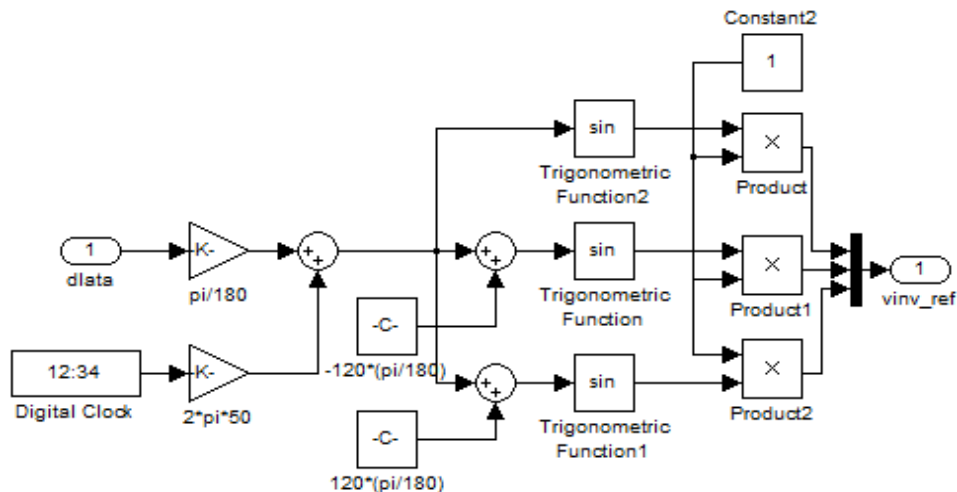 Constant2
1
sin
×
Trigonometric
Function2
Product
1
dlata
K-
pi/180
+
+
+
+
sin
Trigonometric
Function
×
Product1
1
vinv_ref
-C-
-120*(pi/180)
12:34
Digital Clock
K-
2*pi*50
+
+
sin
Trigonometric
Function1
×
Product2
-C-
120*(pi/180)